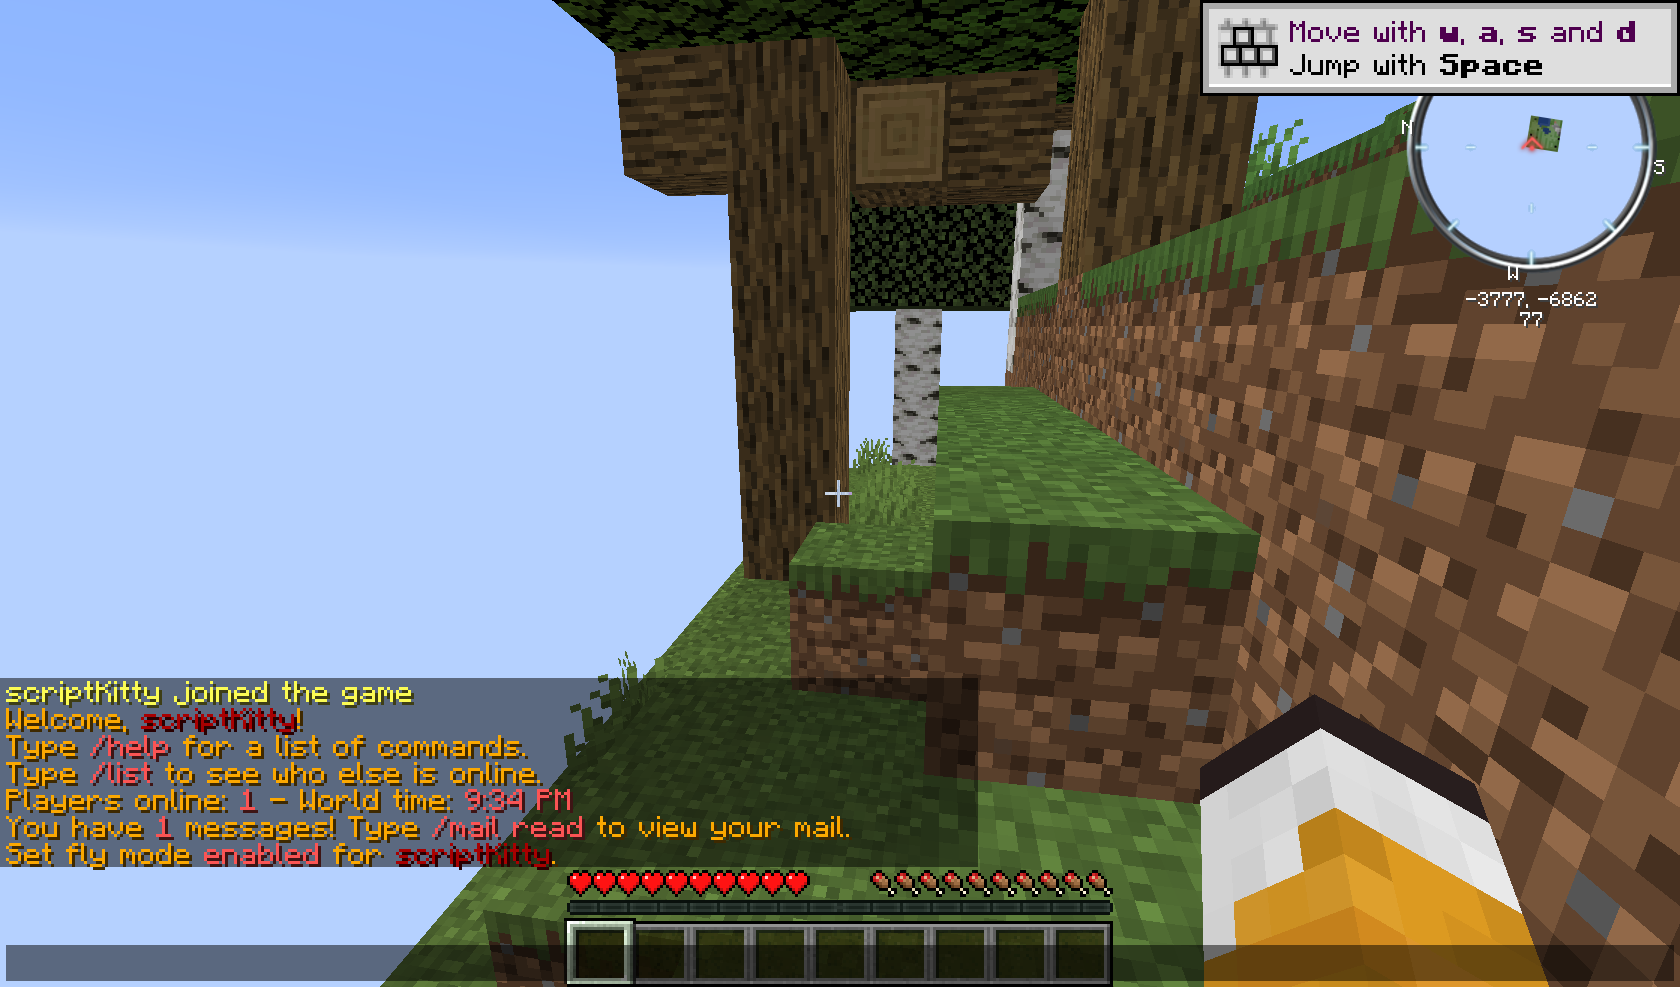 Move with w, a, s and d
Jump with Space
N
S
W
-3777, -6862
77
scriptKitty joined the game
Welcome, scriptKitty!
Type /help for a list of commands.
Type /list to see who else is online.
Players online: 1 - World time: 9:34 PM
You have 1 messages! Type /mail read to view your mail.
Set fly mode enabled for scriptKitty.